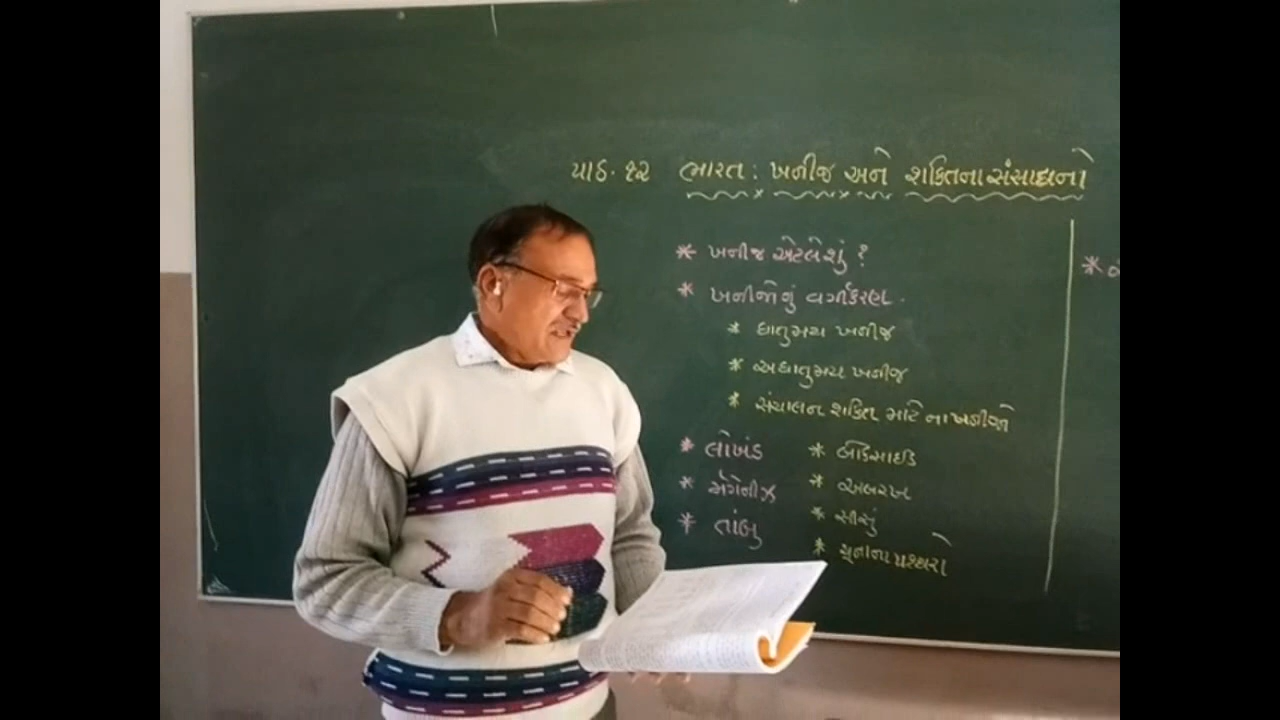 પાઠ. ૧૨ ભારત : ખનીજ અને શક્તિના સંસાધનો
* ખનીજ એટલે શું ?
* ખનીજોનું વર્ગીકરણ.
* ધાતુમય ખનીજ
* અધાતુમય ખનીજ
* સંચાલન શક્તિ માટેના ખનીજો
* લોખંડ * બોક્સાઈડ
* મેંગેનીઝ * અબરખ
* તાંબુ * સીસું
* ચૂનાના પથ્થરો